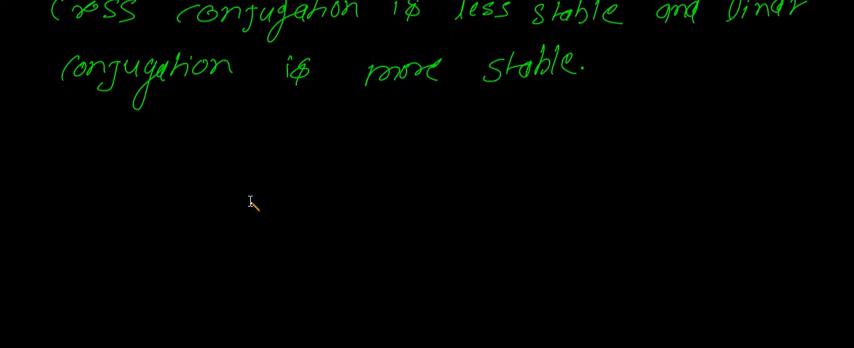 Cross conjugation is less stable and Linear
conjugation is more stable.